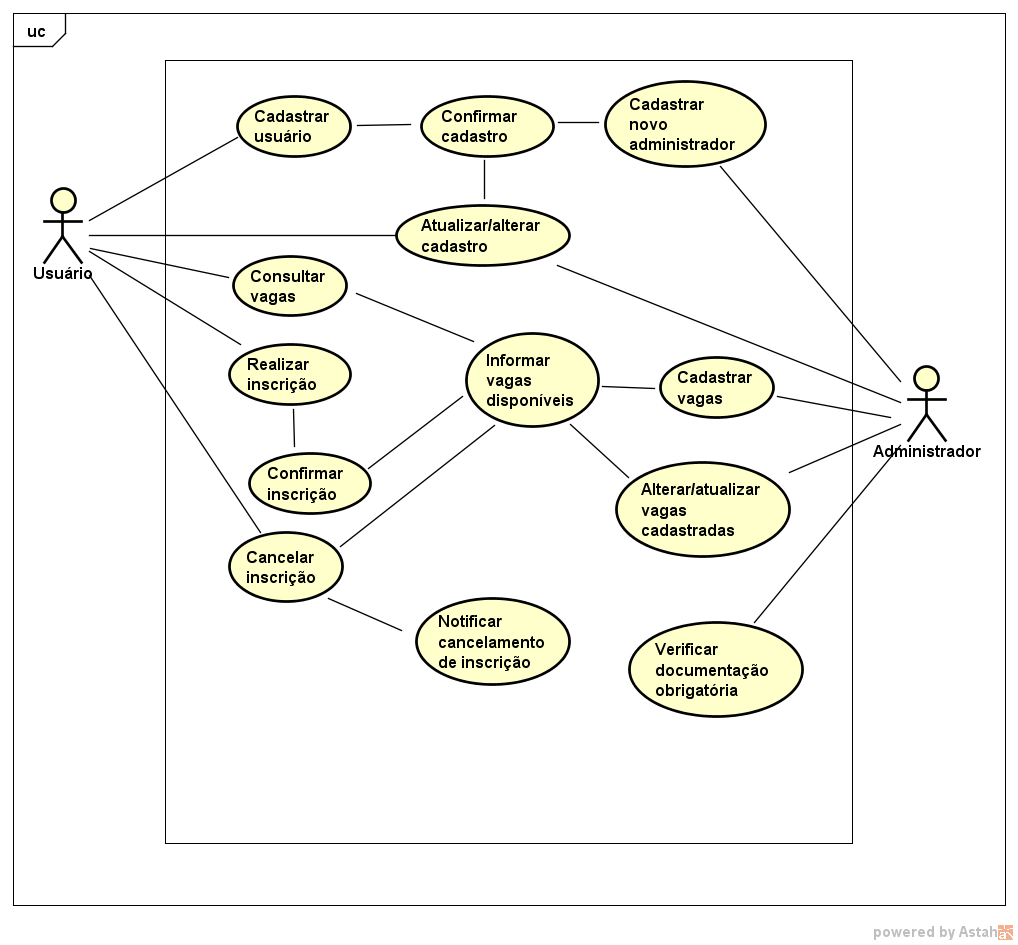 uc
Cadastrar
usuário
Confirmar
cadastro
Cadastrar
novo
administrador
Usuário
Atualizar/alterar
cadastro
Consultar
vagas
Realizar
inscrição
Informar
vagas
disponíveis
Cadastrar
vagas
Administrador
Confirmar
inscrição
Alterar/atualizar
vagas
cadastradas
Cancelar
inscrição
Notificar
cancelamento
de inscrição
Verificar
documentação
obrigatória
powered by Astah